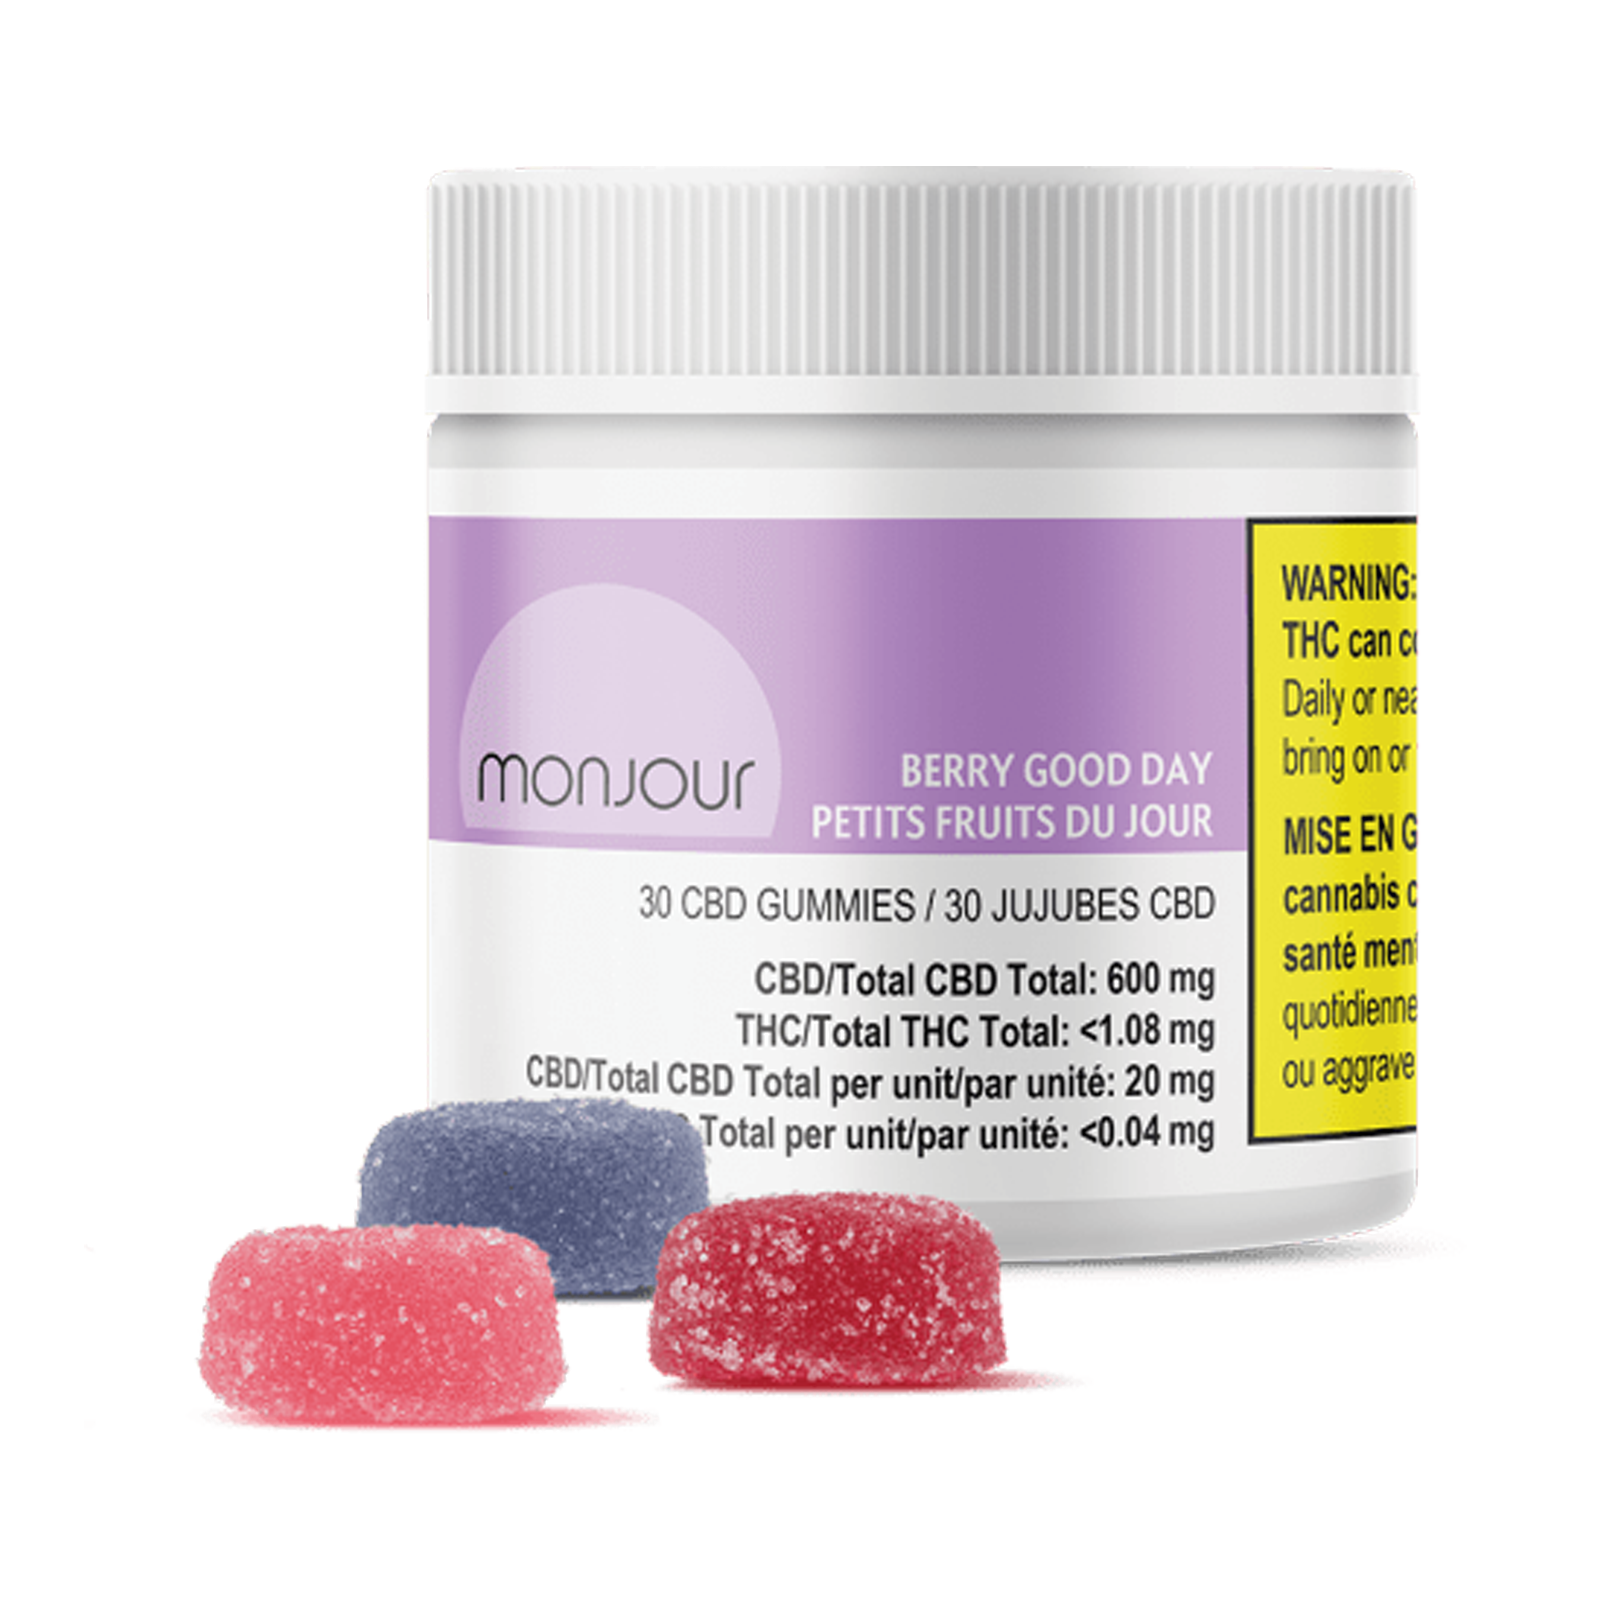 monjour
BERRY GOOD DAY
PETITS FRUITS DU JOUR
30 CBD GUMMIES / 30 JUJUBES CBD
CBD/Total CBD Total: 600 mg
THC/Total THC Total: <1.08 mg
CBD/Total CBD Total per unit/par unité: 20 mg
Total per unit/par unité: <0.04 mg
WARNING:
THC can
Daily or
bring on or
MISE EN
cannabis
santé
quotidienne
ou aggrave